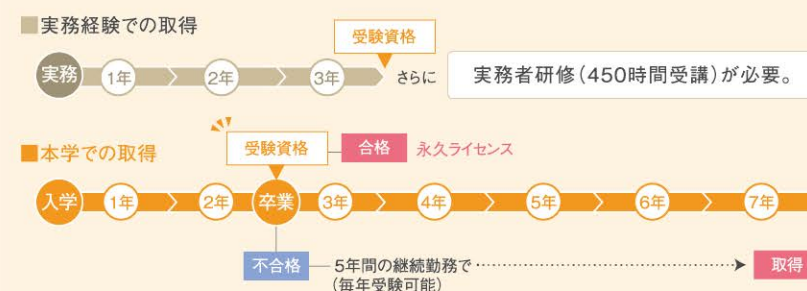 ■実務経験での取得
受験資格
実務 1年 2年 3年 さらに 実務者研修(450時間受講)が必要。
■本学での取得
受験資格 合格 永久ライセンス
入学 1年 2年 卒業 3年 4年 5年 6年 7年
不合格 5年間の継続勤務で 取得
(毎年受験可能)